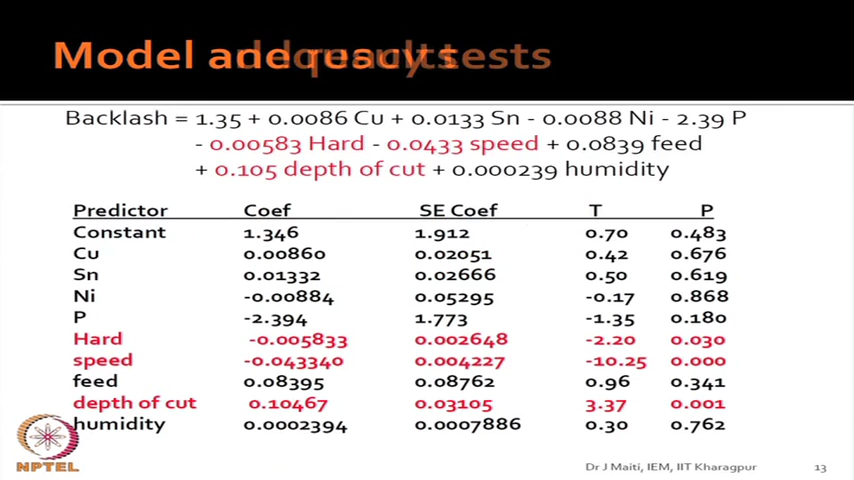 Model adequacy tests
Backlash = 1.35 + 0.0086 Cu + 0.0133 Sn - 0.0088 Ni - 2.39 P
- 0.00583 Hard - 0.0433 speed + 0.0839 feed
+ 0.105 depth of cut + 0.000239 humidity
Predictor Coef SE Coef T P
Constant 1.346 1.912 0.70 0.483
Cu 0.00860 0.02051 0.42 0.676
Sn 0.01332 0.02666 0.50 0.619
Ni -0.00884 0.05295 -0.17 0.868
P -2.394 1.773 -1.35 0.180
Hard -0.005833 0.002648 -2.20 0.030
speed -0.043340 0.004227 -10.25 0.000
feed 0.08395 0.08762 0.96 0.341
depth of cut 0.10467 0.03105 3.37 0.001
humidity 0.0002394 0.0007886 0.30 0.762
NPTEL
Dr J Maiti, IEM, IIT Kharagpur 13